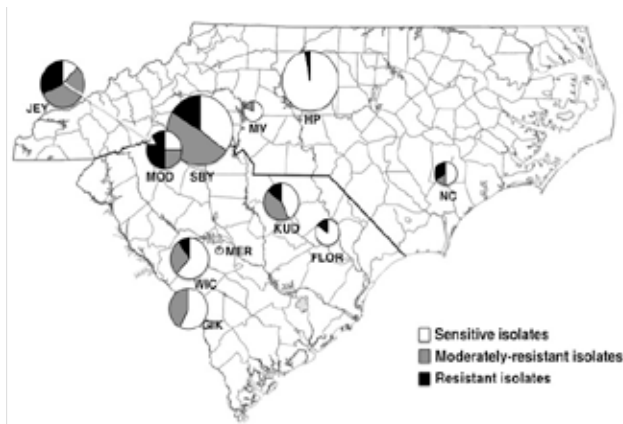 JEY
MV
HP
MOD
SBY
NC
KUD
FLOR
MER
WIC
GIK
Sensitive isolates
Moderately-resistant isolates
Resistant isolates